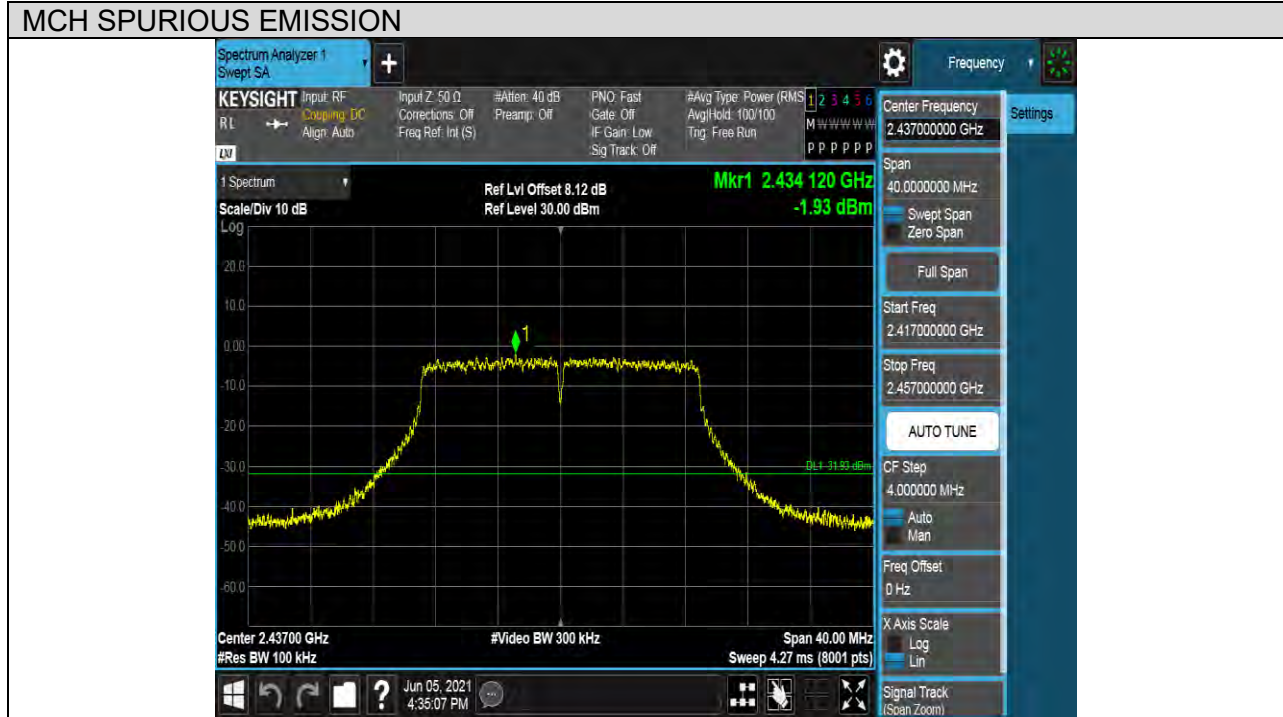 MCH SPURIOUS EMISSION
Spectrum Analyzer 1
Swept SA
+
Frequency
KEYSIGHT
RL
LXI
Input: RF
Coupling: DC
Align: Auto
Input Z: 50 Ω
Corrections: Off
Freq Ref: Int (S)
#Atten: 40 dB
Preamp: Off
PNO: Fast
Gate: Off
IF Gain: Low
Sig Track: Off
#Avg Type: Power (RMS
Avg|Hold: 100/100
Trig: Free Run
1 2 3 4 5 6
M W W W W W
P P P P P P
Center Frequency
2.437000000 GHz
Settings
Span
40.0000000 MHz
Swept Span
Zero Span
Full Span
Start Freq
2.417000000 GHz
Stop Freq
2.457000000 GHz
AUTO TUNE
CF Step
4.000000 MHz
Auto
Man
Freq Offset
0 Hz
X Axis Scale
Log
Lin
Signal Track
(Span Zoom)
1 Spectrum
Scale/Div 10 dB
Log
Ref Lvl Offset 8.12 dB
Ref Level 30.00 dBm
Mkr1 2.434 120 GHz
-1.93 dBm
20.0
10.0
0.00
-10.0
-20.0
-30.0
-40.0
-50.0
-60.0
1
DL1 -31.93 dBm
Center 2.43700 GHz
#Res BW 100 kHz
#Video BW 300 kHz
Span 40.00 MHz
Sweep 4.27 ms (8001 pts)
?
Jun 05, 2021
4:35:07 PM